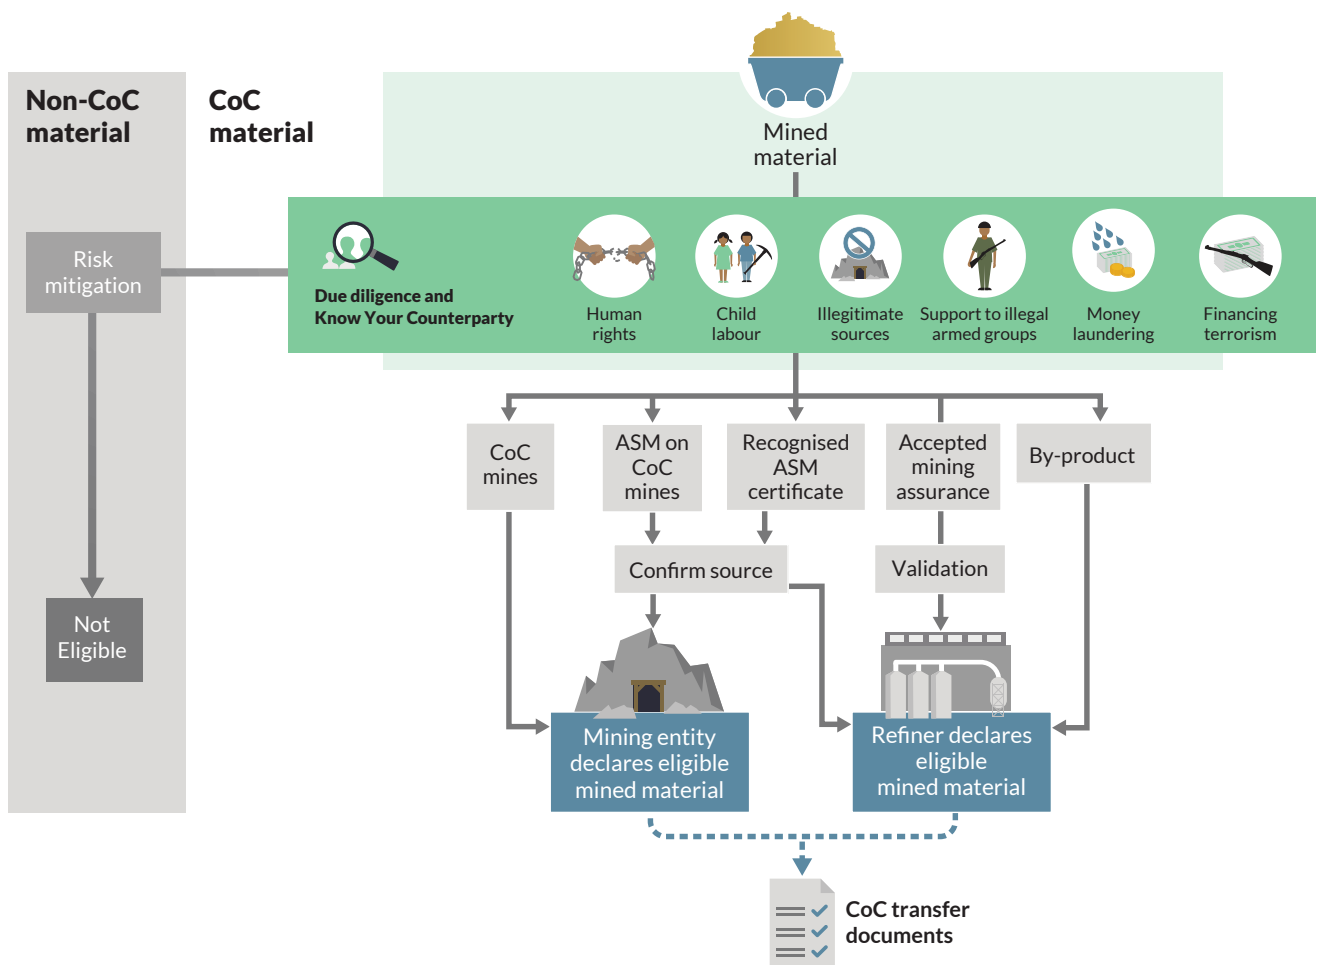 Non-CoC
material
CoC
material
Mined
material
Risk
mitigation
Due diligence and
Know Your Counterparty
Human
rights
Child
labour
Illegitimate
sources
Support to illegal
armed groups
Money
laundering
Financing
terrorism
CoC
mines
ASM on
CoC
mines
Recognised
ASM
certificate
Accepted
mining
assurance
By-product
Confirm source
Validation
Not
Eligible
Mining entity
declares eligible
mined material
Refiner declares
eligible
mined material
CoC transfer
documents